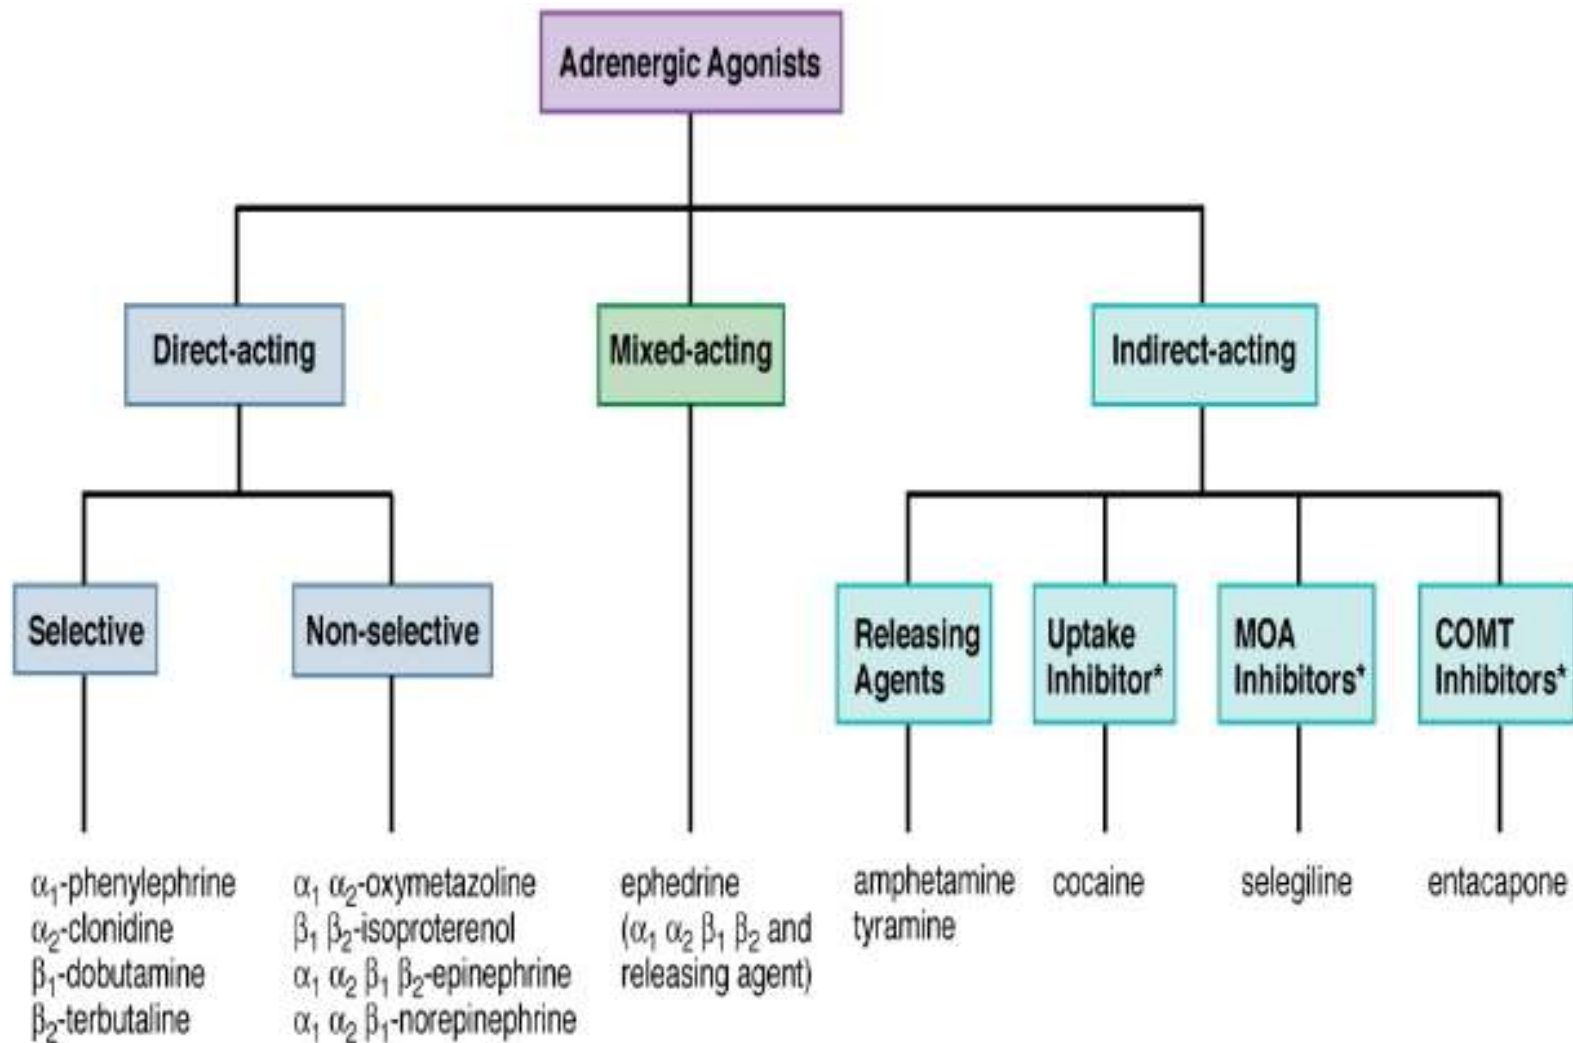 Adrenergic Agonists
Direct-acting
Mixed-acting
Indirect-acting
Selective
Non-selective
Releasing
Agents
Uptake
Inhibitor*
MOA
Inhibitors*
COMT
Inhibitors*
α₁-phenylephrine
α₂-clonidine
β₁-dobutamine
β₂-terbutaline
α₁ α₂-oxymetazoline
β₁ β₂-isoproterenol
α₁ α₂ β₁ β₂-epinephrine
α₁ α₂ β₁-norepinephrine
ephedrine
(α₁ α₂ β₁ β₂ and
releasing agent)
amphetamine
tyramine
cocaine
selegiline
entacapone